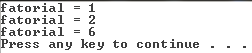 fatorial = 1
fatorial = 2
fatorial = 6
Press any key to continue . . .